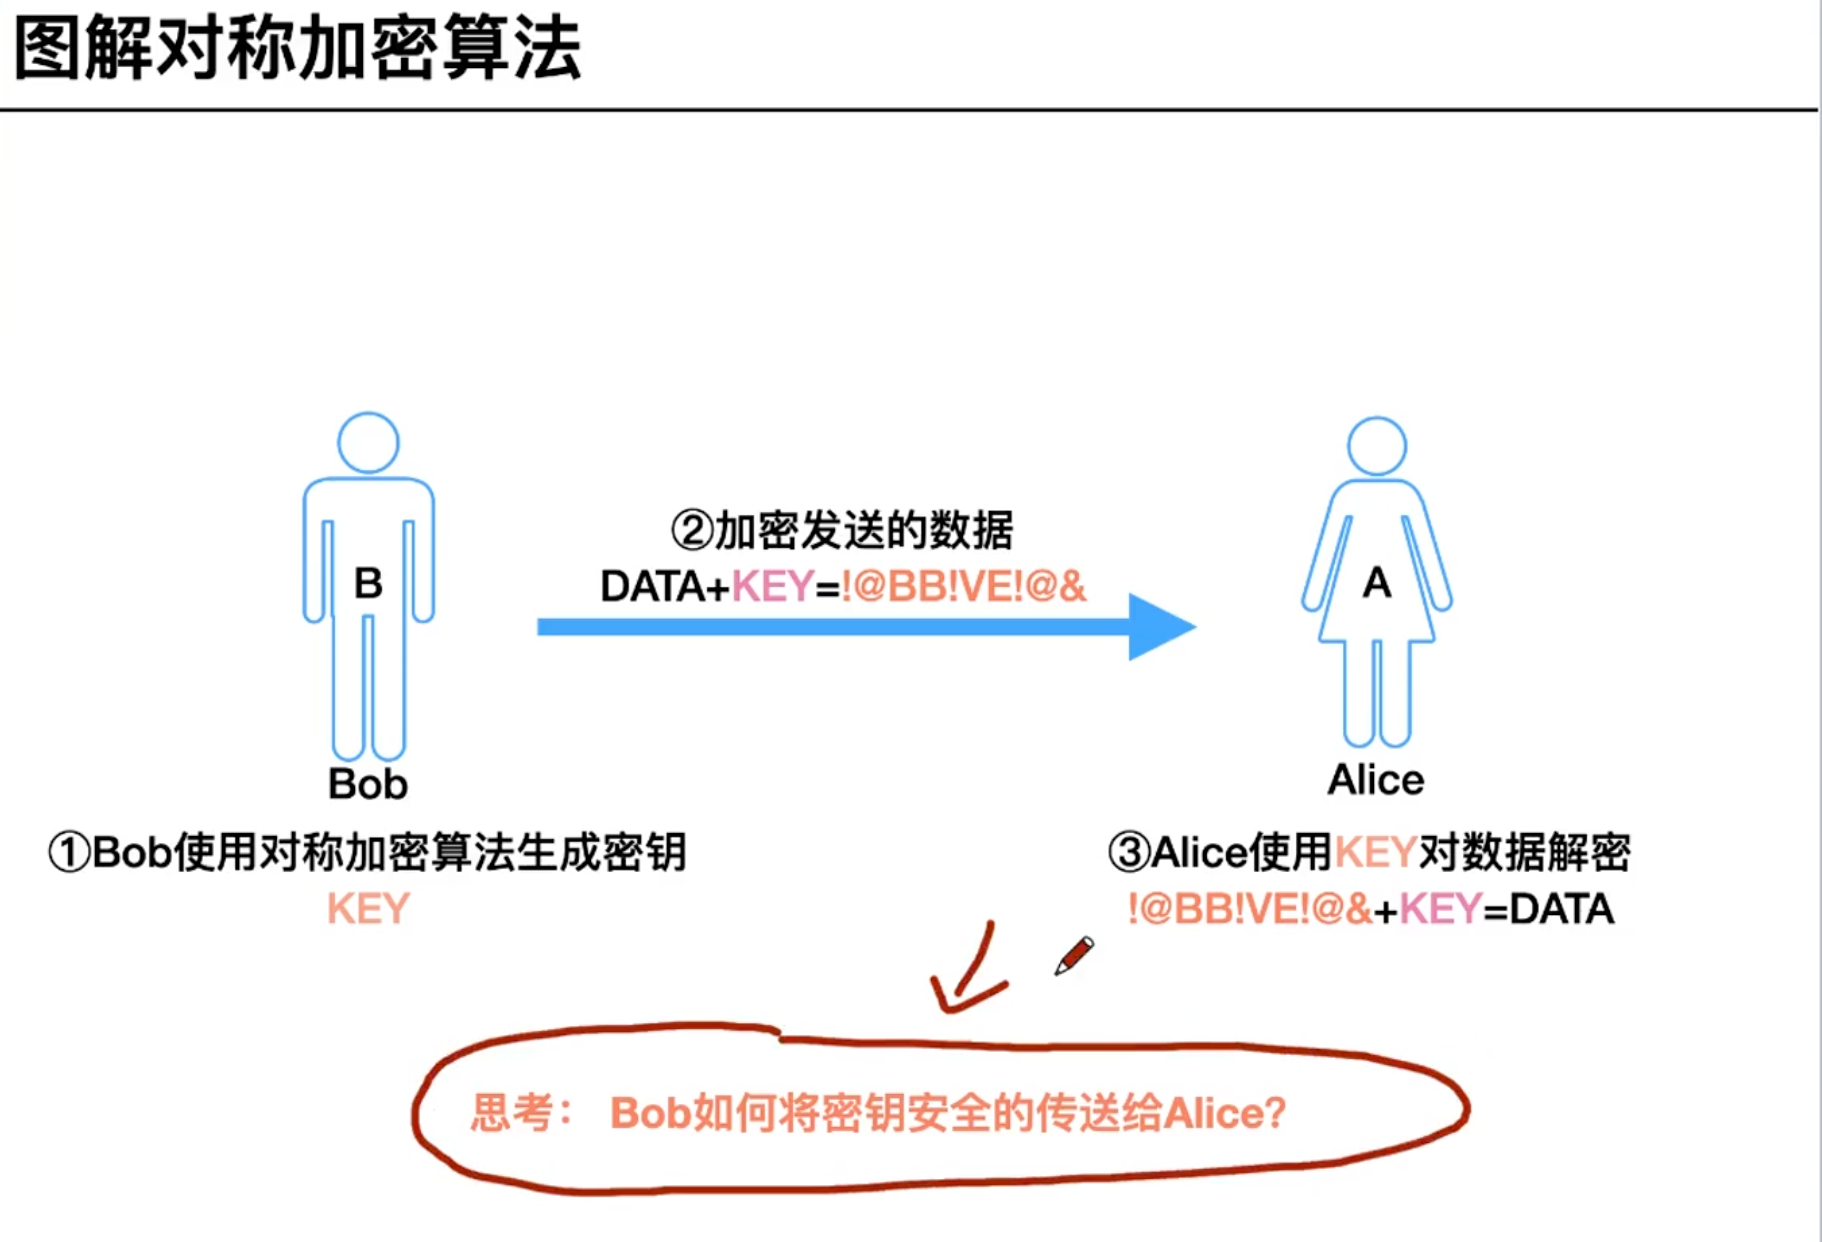 图解对称加密算法
②加密发送的数据
DATA+KEY=!@BB!VE!@&
B
A
Bob
Alice
①Bob使用对称加密算法生成密钥
KEY
③Alice使用KEY对数据解密
!@BB!VE!@&+KEY=DATA
思考： Bob如何将密钥安全的传送给Alice?